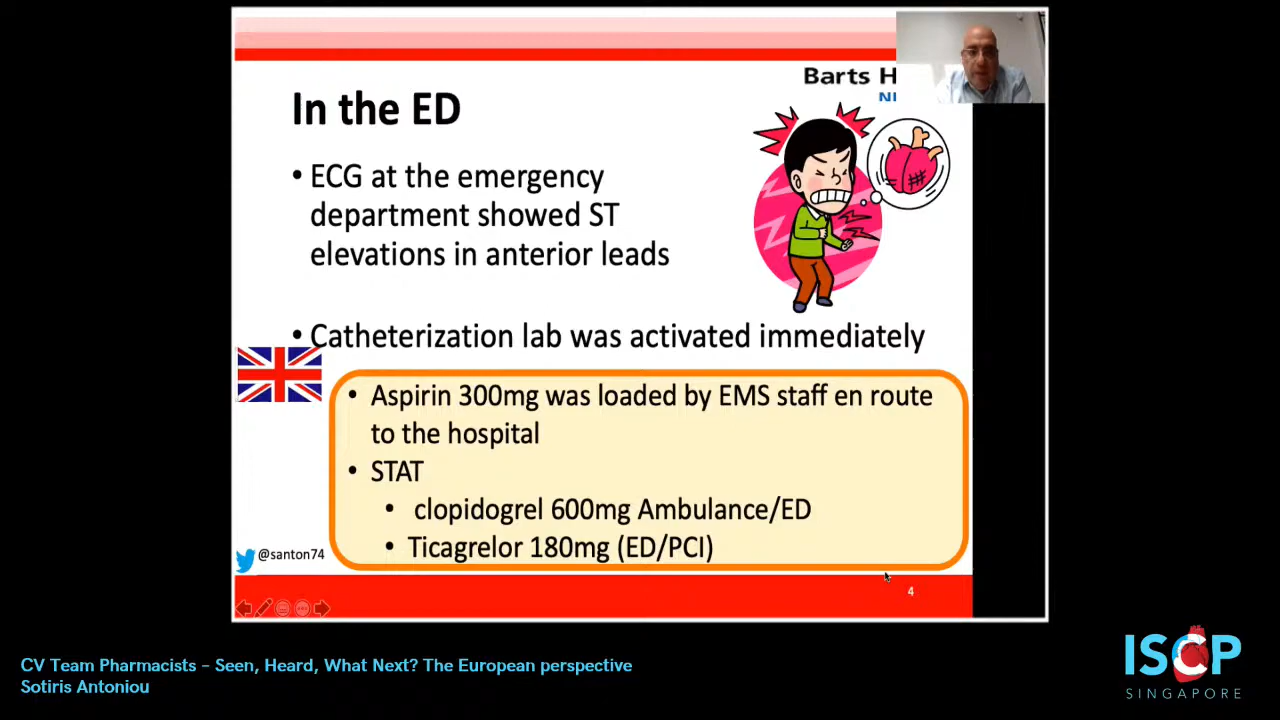 Barts H
NI
In the ED
• ECG at the emergency
department showed ST
elevations in anterior leads
• Catheterization lab was activated immediately
• Aspirin 300mg was loaded by EMS staff en route
to the hospital
• STAT
• clopidogrel 600mg Ambulance/ED
• Ticagrelor 180mg (ED/PCI)
@santon74
4
CV Team Pharmacists – Seen, Heard, What Next? The European perspective
Sotiris Antoniou
ISCP
SINGAPORE